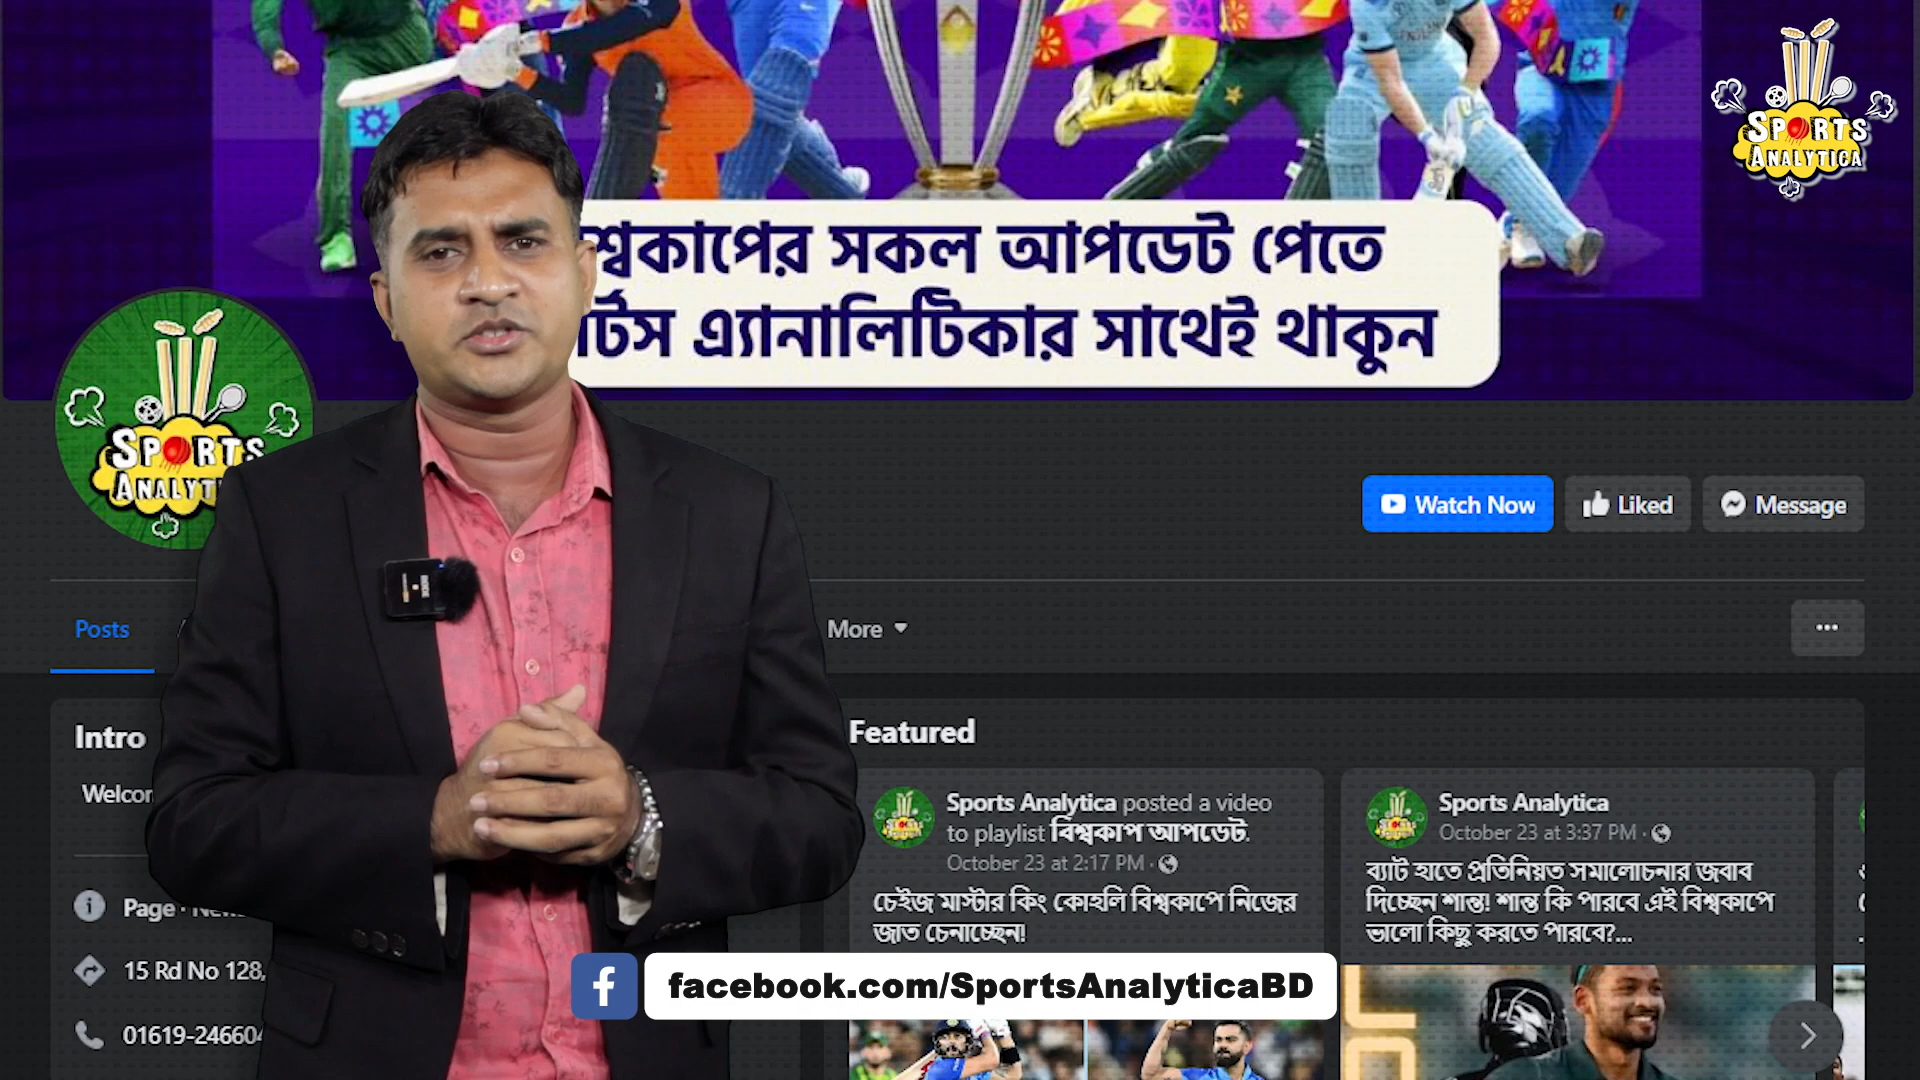 SPORTS
ANALYTICA
সকল আপডেট পেতে
এ্যানালিটিকার সাথেই থাকুন
SPORTS
Watch Now
Liked
Message
Posts
More
Intro
Featured
Sports Analytica posted a video
to playlist বিশ্বকাপ আপডেট.
October 23 at 2:17 PM
চেইজ মাস্টার কিং কোহলি বিশ্বকাপে নিজের
জাত চেনাচ্ছেন!
Sports Analytica
October 23 at 3:37 PM
ব্যাট হাতে প্রতিনিয়ত সমালোচনার জবাব
দিচ্ছেন শান্ত! শান্ত কি পারবে এই বিশ্বকাপে
ভালো কিছু করতে পারবে?...
Page
15 Rd No 128,
facebook.com/SportsAnalyticaBD